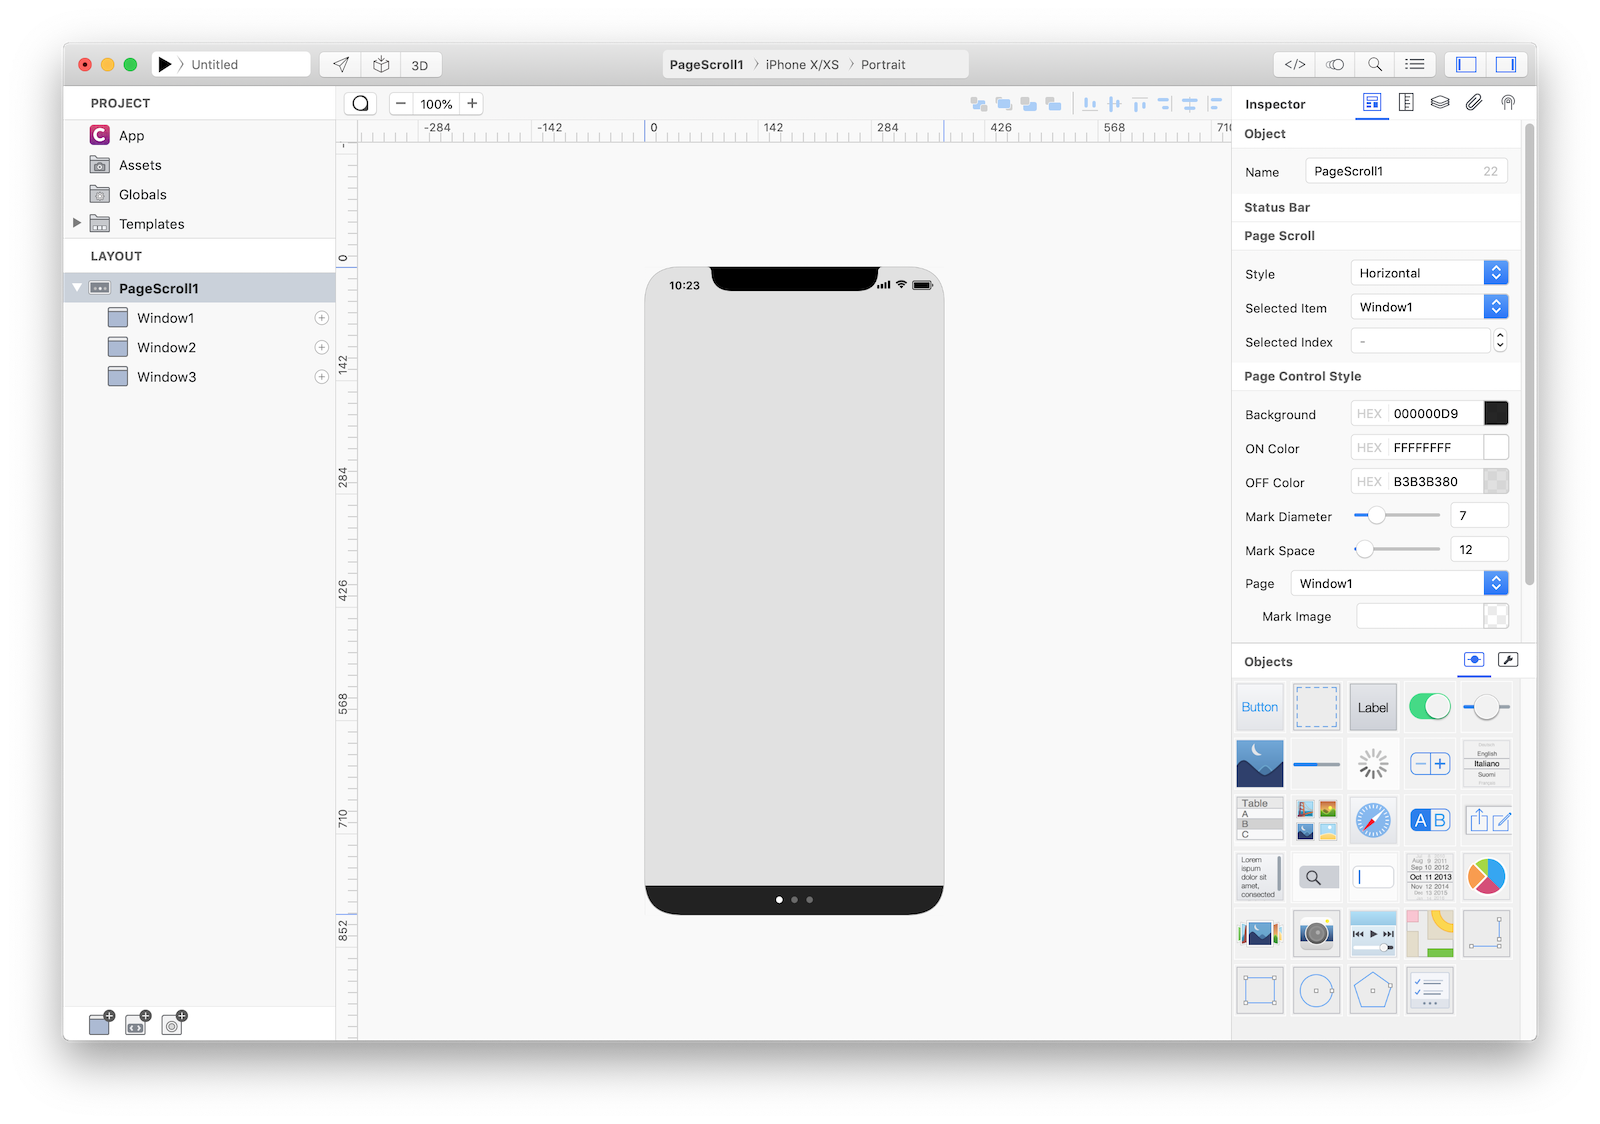 Untitled
3D
PageScroll1 〉 iPhone X/XS 〉 Portrait
</>
PROJECT
App
Assets
Globals
Templates
LAYOUT
PageScroll1
Window1
Window2
Window3
100%
-284 -142 0 142 284 426 568 710
0
142
284
426
568
710
852
10:23
Inspector
Object
Name PageScroll1 22
Status Bar
Page Scroll
Style Horizontal
Selected Item Window1
Selected Index -
Page Control Style
Background HEX 000000D9
ON Color HEX FFFFFFFF
OFF Color HEX B3B3B380
Mark Diameter 7
Mark Space 12
Page Window1
Mark Image
Objects
Button
Label
English
Italiano
Suomi
Table
A
B
C
A B
Lorem
ispum
dolor sit
amet,
consected
Aug 9 2011
Sep 10 2012
Oct 11 2013
Nov 12 2014
Dec 13 2015